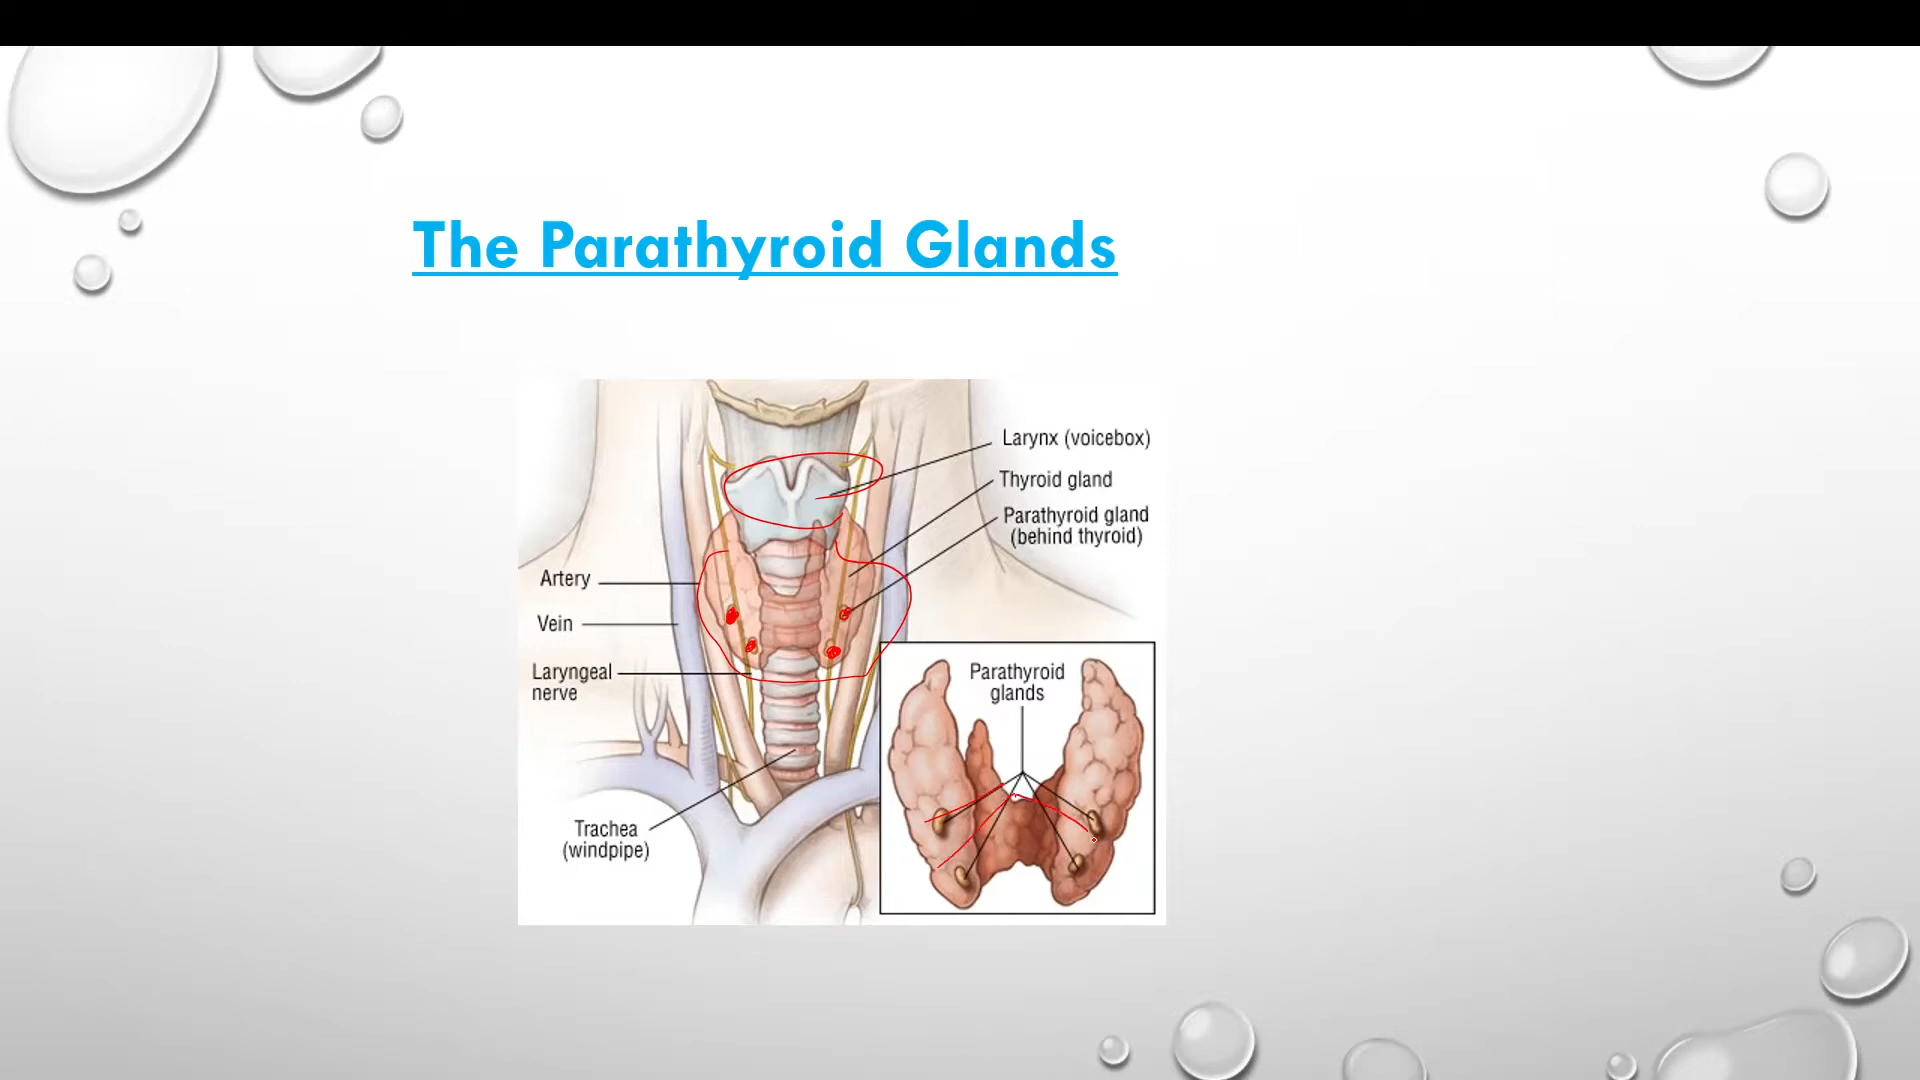 The Parathyroid Glands
Larynx (voicebox)
Thyroid gland
Parathyroid gland
(behind thyroid)
Artery
Vein
Laryngeal
nerve
Parathyroid
glands
Trachea
(windpipe)